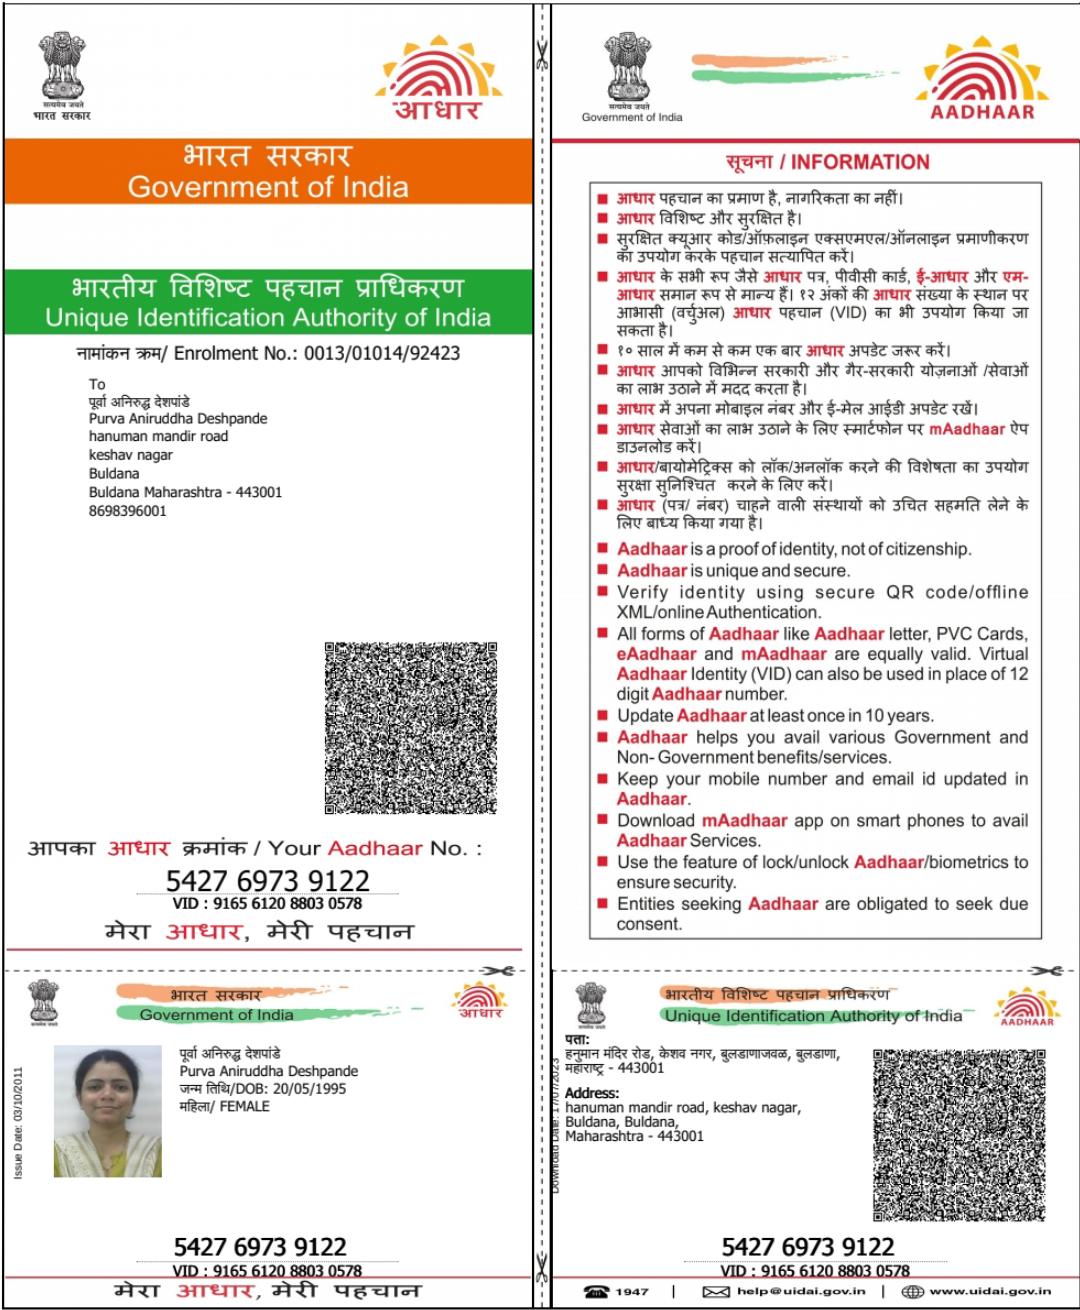 सत्यमेव जयते
भारत सरकार
आधार
भारत सरकार
Government of India
भारतीय विशिष्ट पहचान प्राधिकरण
Unique Identification Authority of India
नामांकन क्रम/ Enrolment No.: 0013/01014/92423
To
पूर्वा अनिरुद्ध देशपांडे
Purva Aniruddha Deshpande
hanuman mandir road
keshav nagar
Buldana
Buldana Maharashtra - 443001
8698396001
आपका आधार क्रमांक / Your Aadhaar No. :
5427 6973 9122
VID : 9165 6120 8803 0578
मेरा आधार, मेरी पहचान
सत्यमेव जयते
Government of India
AADHAAR
सूचना / INFORMATION
■ आधार पहचान का प्रमाण है, नागरिकता का नहीं।
■ आधार विशिष्ट और सुरक्षित है।
■ सुरक्षित क्यूआर कोड/ऑफ़लाइन एक्सएमएल/ऑनलाइन प्रमाणीकरण
का उपयोग करके पहचान सत्यापित करें।
■ आधार के सभी रूप जैसे आधार पत्र, पीवीसी कार्ड, ई-आधार और एम-
आधार समान रूप से मान्य हैं। १२ अंकों की आधार संख्या के स्थान पर
आभासी (वर्चुअल) आधार पहचान (VID) का भी उपयोग किया जा
सकता है।
■ १० साल में कम से कम एक बार आधार अपडेट जरूर करें।
■ आधार आपको विभिन्न सरकारी और गैर-सरकारी योजनाओं /सेवाओं
का लाभ उठाने में मदद करता है।
■ आधार में अपना मोबाइल नंबर और ई-मेल आईडी अपडेट रखें।
■ आधार सेवाओं का लाभ उठाने के लिए स्मार्टफोन पर mAadhaar ऐप
डाउनलोड करें।
■ आधार/बायोमेट्रिक्स को लॉक/अनलॉक करने की विशेषता का उपयोग
सुरक्षा सुनिश्चित करने के लिए करें।
■ आधार (पत्र/ नंबर) चाहने वाली संस्थायों को उचित सहमति लेने के
लिए बाध्य किया गया है।
■ Aadhaar is a proof of identity, not of citizenship.
■ Aadhaar is unique and secure.
■ Verify identity using secure QR code/offline
XML/online Authentication.
■ All forms of Aadhaar like Aadhaar letter, PVC Cards,
eAadhaar and mAadhaar are equally valid. Virtual
Aadhaar Identity (VID) can also be used in place of 12
digit Aadhaar number.
■ Update Aadhaar at least once in 10 years.
■ Aadhaar helps you avail various Government and
Non- Government benefits/services.
■ Keep your mobile number and email id updated in
Aadhaar.
■ Download mAadhaar app on smart phones to avail
Aadhaar Services.
■ Use the feature of lock/unlock Aadhaar/biometrics to
ensure security.
■ Entities seeking Aadhaar are obligated to seek due
consent.
सत्यमेव जयते
भारत सरकार
Government of India
आधार
Issue Date: 03/10/2011
पूर्वा अनिरुद्ध देशपांडे
Purva Aniruddha Deshpande
जन्म तिथि/DOB: 20/05/1995
महिला/ FEMALE
5427 6973 9122
VID : 9165 6120 8803 0578
मेरा आधार, मेरी पहचान
सत्यमेव जयते
भारतीय विशिष्ट पहचान प्राधिकरण
Unique Identification Authority of India
AADHAAR
Download Date: 17/07/2023
पता:
हनुमान मंदिर रोड, केशव नगर, बुलडाणाजवळ, बुलडाणा,
महाराष्ट्र - 443001
Address:
hanuman mandir road, keshav nagar,
Buldana, Buldana,
Maharashtra - 443001
5427 6973 9122
VID : 9165 6120 8803 0578
1947 | help@uidai.gov.in | www.uidai.gov.in